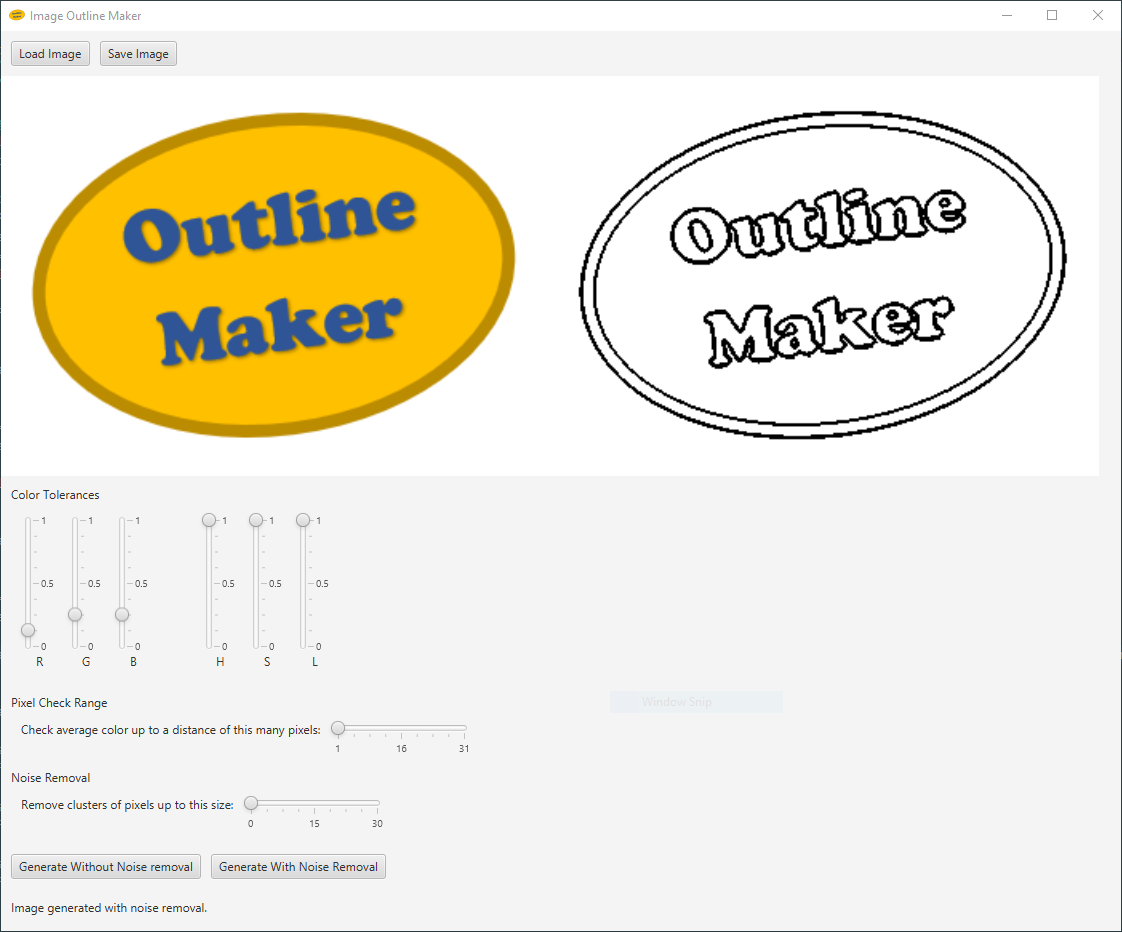 Image Outline Maker
Load Image Save Image
Outline Outline
Maker Maker
Color Tolerances
1 1 1 1 1 1
0.5 0.5 0.5 0.5 0.5 0.5
0 0 0 0 0 0
R G B H S L
Pixel Check Range
Window Snip
Check average color up to a distance of this many pixels:
1 16 31
Noise Removal
Remove clusters of pixels up to this size:
0 15 30
Generate Without Noise removal Generate With Noise Removal
Image generated with noise removal.